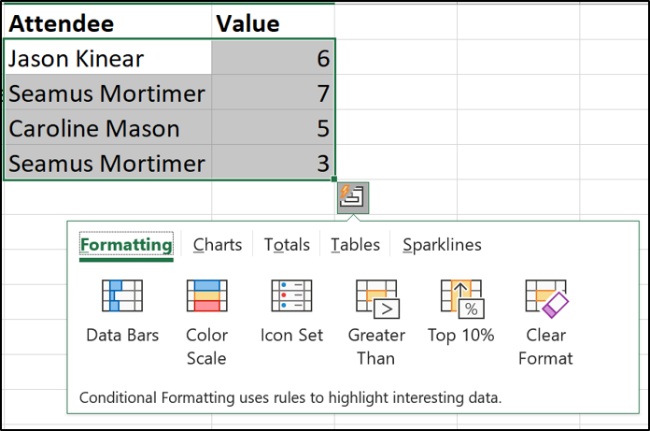 Attendee Value
Jason Kinear 6
Seamus Mortimer 7
Caroline Mason 5
Seamus Mortimer 3
Formatting Charts Totals Tables Sparklines
Data Bars Color Scale Icon Set Greater Than Top 10% Clear Format
Conditional Formatting uses rules to highlight interesting data.